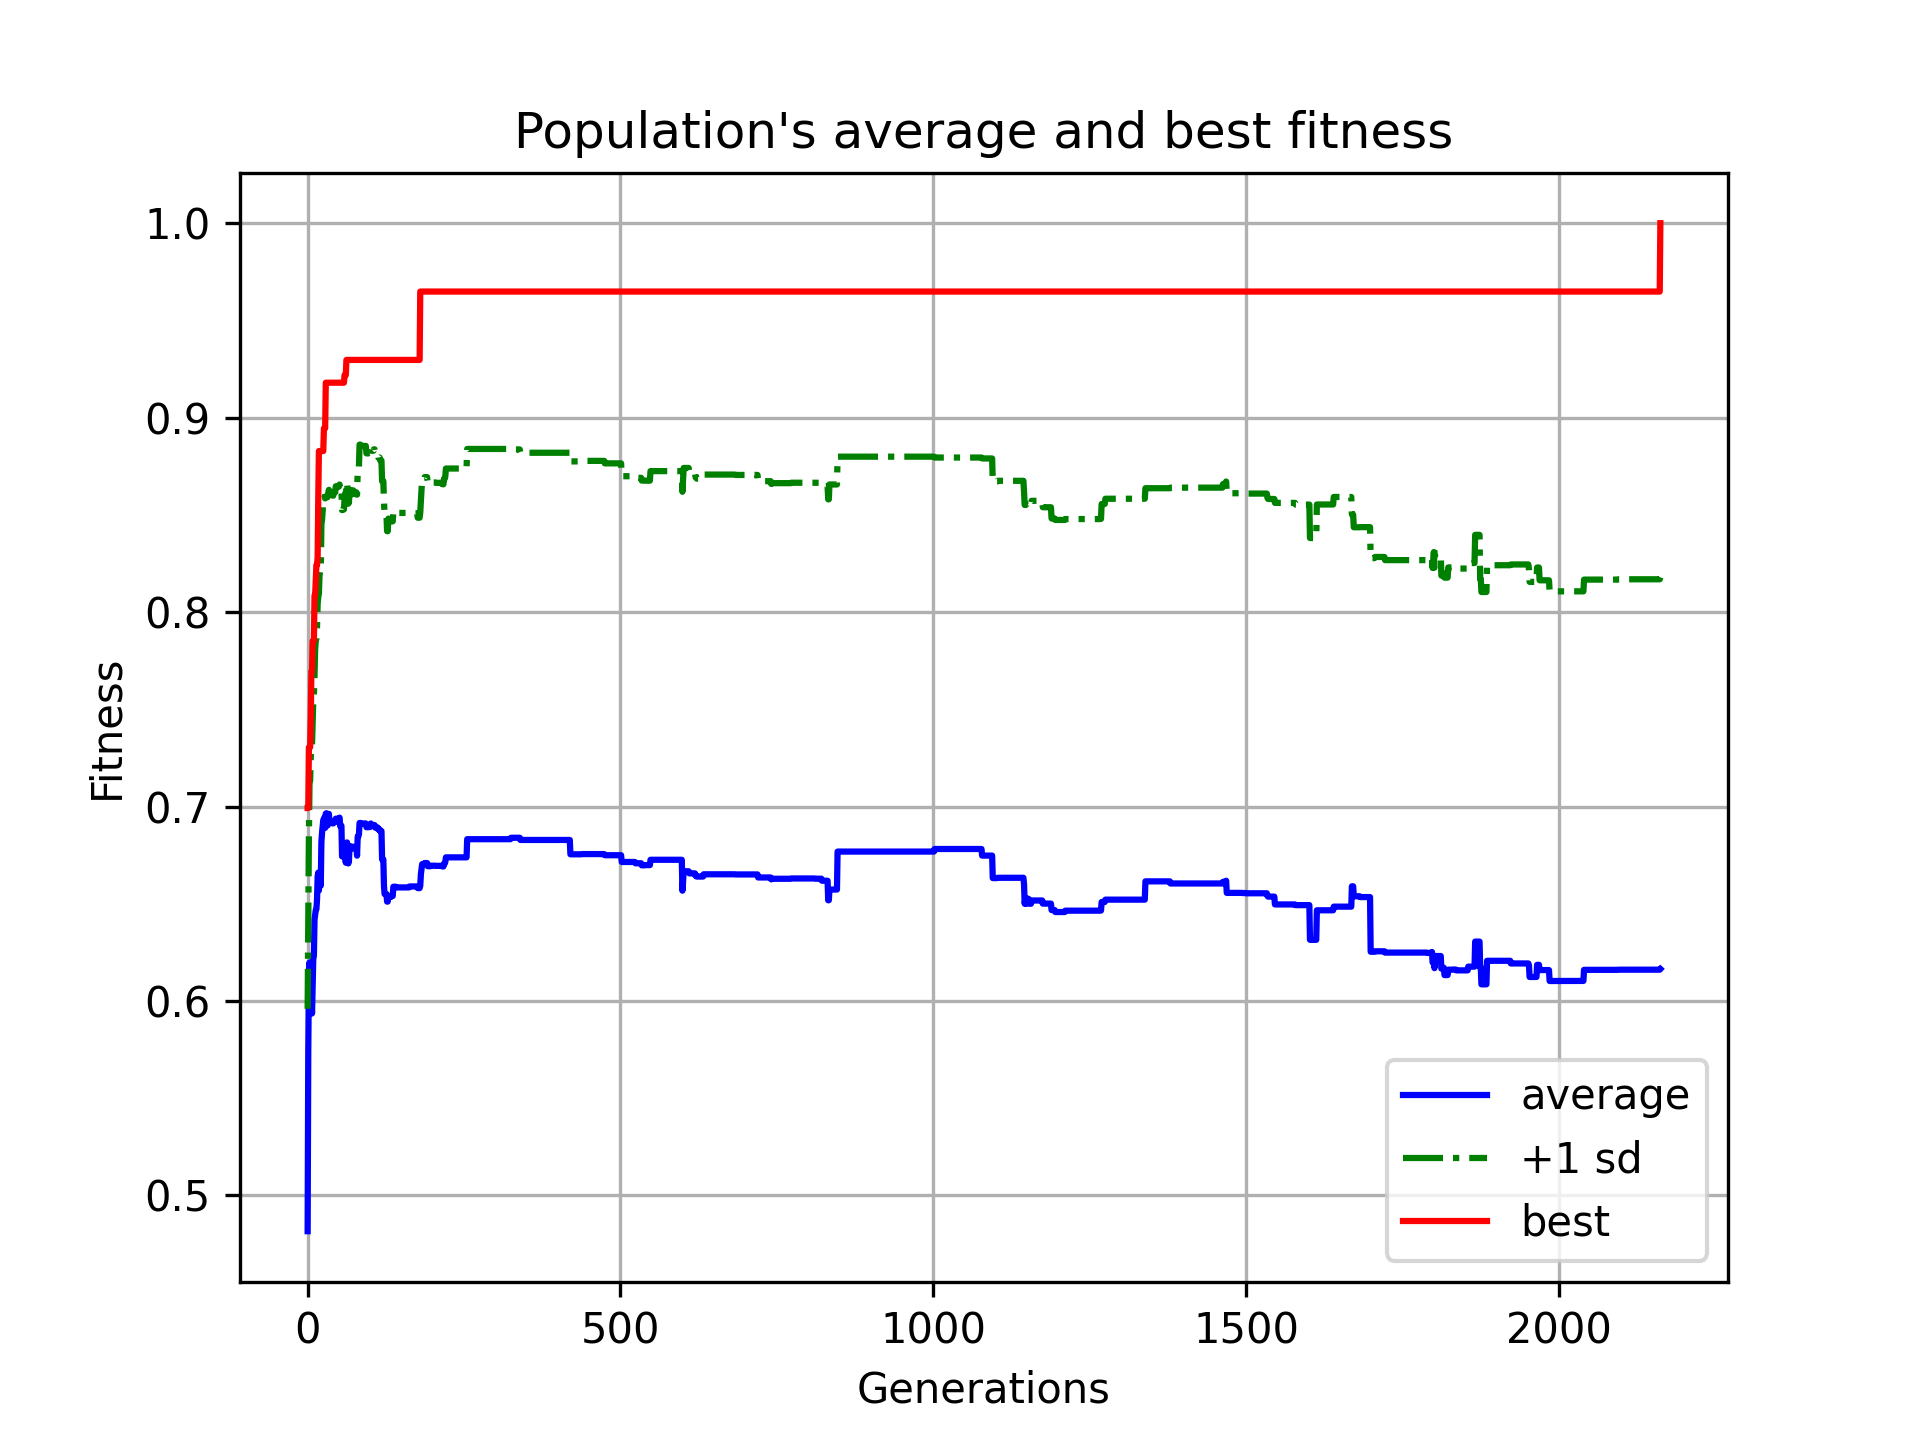 Population's average and best fitness
1.0
0.9
0.8
0.7
0.6
0.5
Fitness
0 500 1000 1500 2000
Generations
average
+1 sd
best